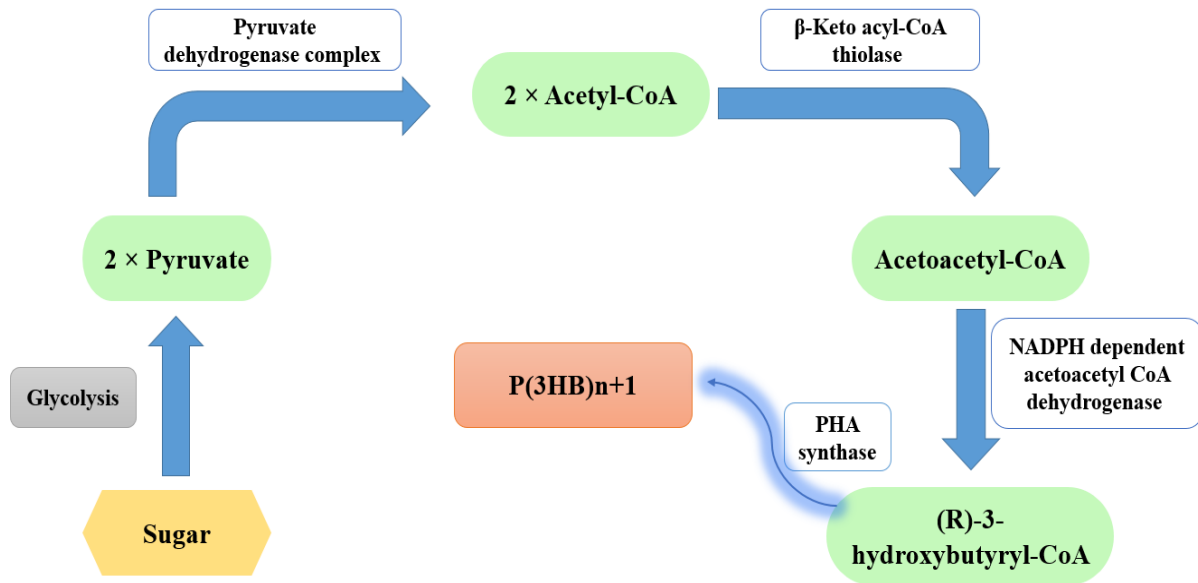 Pyruvate
dehydrogenase complex
β-Keto acyl-CoA
thiolase
2 × Acetyl-CoA
2 × Pyruvate
Acetoacetyl-CoA
Glycolysis
P(3HB)n+1
NADPH dependent
acetoacetyl CoA
dehydrogenase
PHA
synthase
Sugar
(R)-3-
hydroxybutyryl-CoA